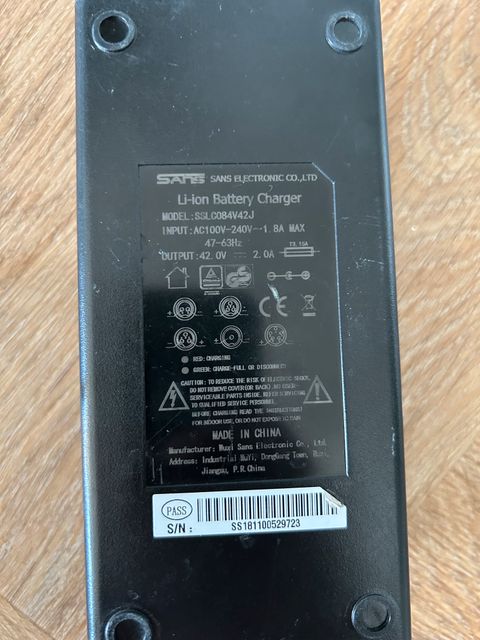 SANS SANS ELECTRONIC CO.,LTD
Li-ion Battery Charger
MODEL:SSLC084V42J
INPUT:AC100V-240V~1.8A MAX
47-63Hz
OUTPUT:42.0V ⎓ 2.0A T3.15A
RED: CHARGING
GREEN: CHARGE-FULL OR DISCONNECT
CAUTION: TO REDUCE THE RISK OF ELECTRIC SHOCK,
DO NOT REMOVE COVER(OR BACK). NO USER-
SERVICEABLE PARTS INSIDE. REFER SERVICING
TO QUALIFIED SERVICE PERSONNEL.
BEFORE CHARGING READ THE INSTRUCTIONS
FOR INDOOR USE, OR DO NOT EXPOSE TO RAIN
MADE IN CHINA
Manufacturer: Wuxi Sans Electronic Co., Ltd.
Address: Industrial Town, Wuxi,
Jiangsu, P.R.China
PASS
S/N :
SS181100529723